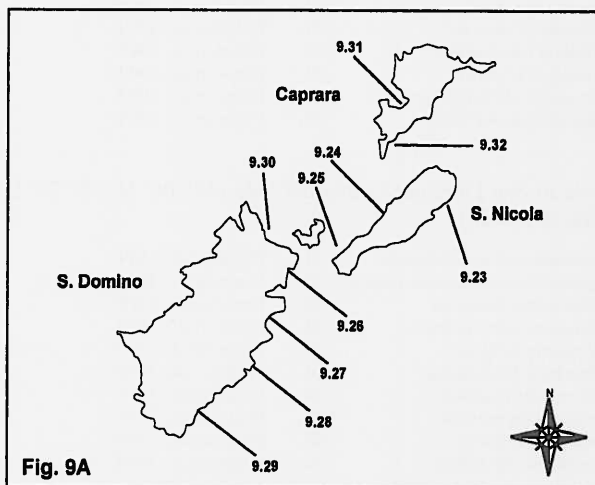 9.31
Caprara
9.32
9.24
9.30
9.25
S. Nicola
9.23
S. Domino
9.26
9.27
9.28
9.29
N
Fig. 9A